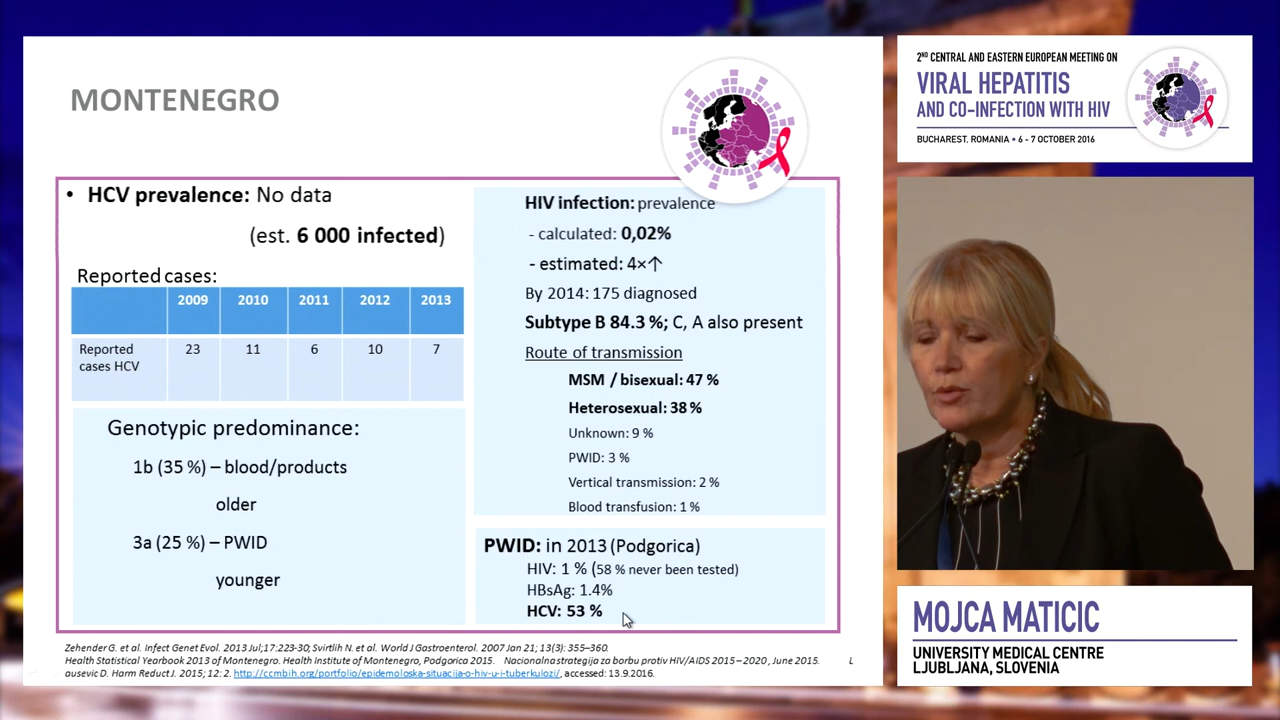 MONTENEGRO
• HCV prevalence: No data
(est. 6 000 infected)
Reported cases:
2009 2010 2011 2012 2013
Reported 23 11 6 10 7
cases HCV
Genotypic predominance:
1b (35 %) – blood/products
older
3a (25 %) – PWID
younger
HIV infection: prevalence
- calculated: 0,02%
- estimated: 4×↑
By 2014: 175 diagnosed
Subtype B 84.3 %; C, A also present
Route of transmission
MSM / bisexual: 47 %
Heterosexual: 38 %
Unknown: 9 %
PWID: 3 %
Vertical transmission: 2 %
Blood transfusion: 1 %
PWID: in 2013 (Podgorica)
HIV: 1 % (58 % never been tested)
HBsAg: 1.4%
HCV: 53 %
Zehender G. et al. Infect Genet Evol. 2013 Jul;17:223-30; Svirtlih N. et al. World J Gastroenterol. 2007 Jan 21; 13(3): 355–360.
Health Statistical Yearbook 2013 of Montenegro. Health Institute of Montenegro, Podgorica 2015. Nacionalna strategija za borbu protiv HIV/AIDS 2015 – 2020 , June 2015. L
ausevic D. Harm Reduct J. 2015; 12: 2. http://ccmbih.org/portfolio/epidemoloska-situacija-o-hiv-u-i-tuberkulozi/, accessed: 13.9.2016.
2ND CENTRAL AND EASTERN EUROPEAN MEETING ON
VIRAL HEPATITIS
AND CO-INFECTION WITH HIV
BUCHAREST, ROMANIA • 6 - 7 OCTOBER 2016
MOJCA MATICIC
UNIVERSITY MEDICAL CENTRE
LJUBLJANA, SLOVENIA